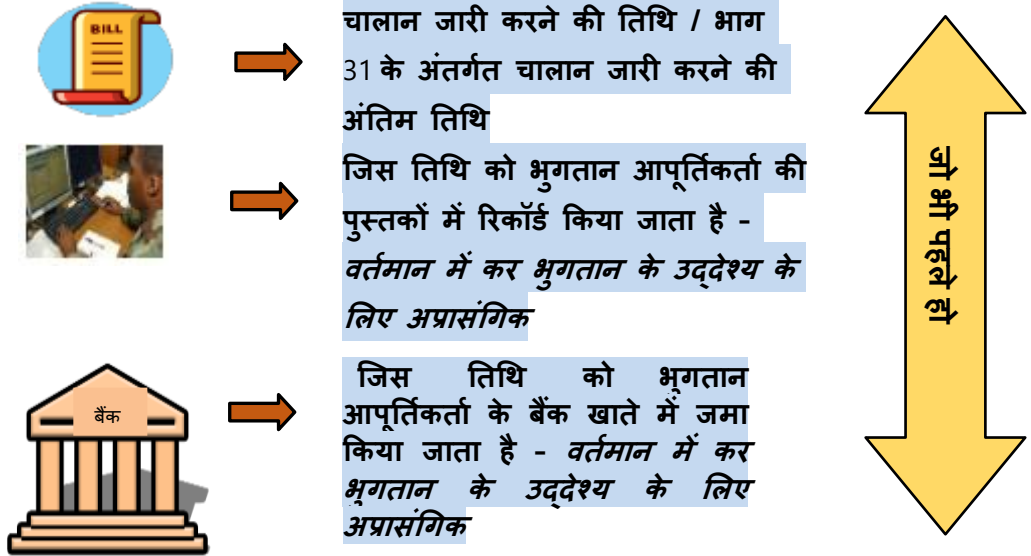 BILL
चालान जारी करने की तिथि / भाग
31 के अंतर्गत चालान जारी करने की
अंतिम तिथि
जिस तिथि को भुगतान आपूर्तिकर्ता की
पुस्तकों में रिकॉर्ड किया जाता है –
वर्तमान में कर भुगतान के उद्देश्य के
लिए अप्रासंगिक
बैंक
जिस तिथि को भुगतान
आपूर्तिकर्ता के बैंक खाते में जमा
किया जाता है – वर्तमान में कर
भुगतान के उद्देश्य के लिए
अप्रासंगिक
जो भी पहले हो